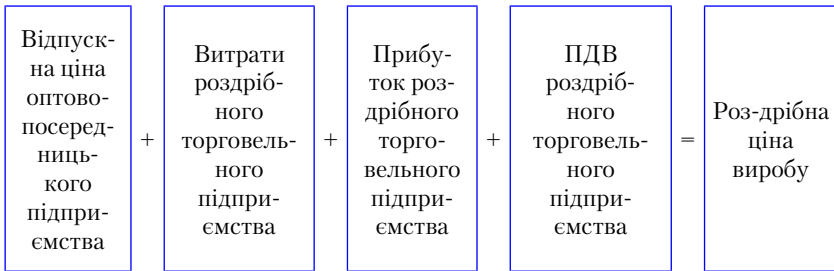 Відпуск-
на ціна
оптово-
посеред-
ниць-
кого
підпри-
ємства
+
Витрати
роздріб-
ного
торговель-
ного
підпри-
ємства
+
Прибу-
ток роз-
дрібного
торго-
вельного
підпри-
ємства
+
ПДВ
роздріб-
ного
торговель-
ного
підпри-
ємства
=
Роз-дрібна
ціна
виробу